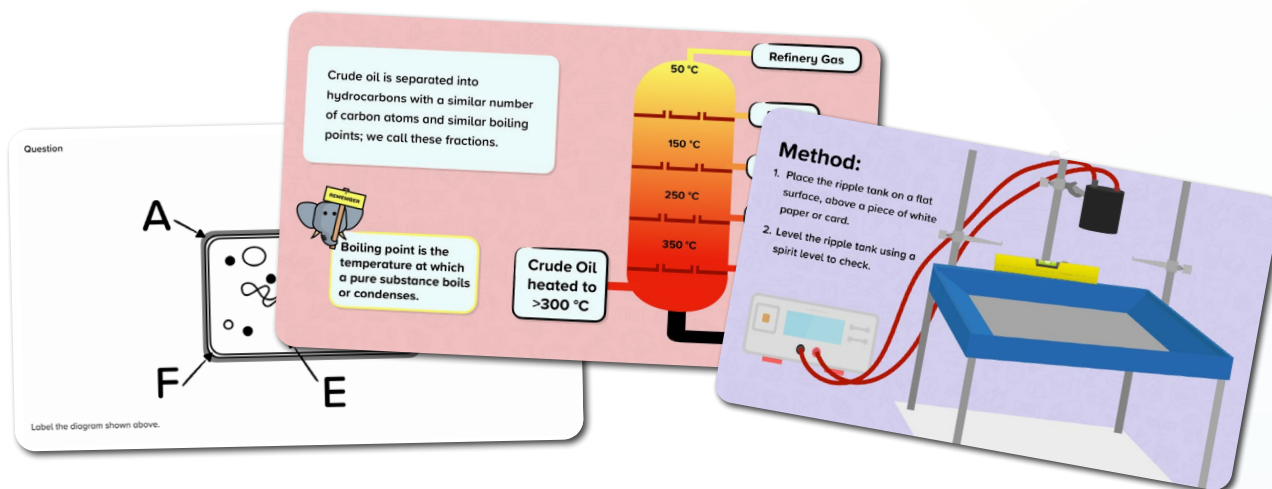 Question
A
F
E
Label the diagram shown above.
Crude oil is separated into
hydrocarbons with a similar number
of carbon atoms and similar boiling
points; we call these fractions.
REMEMBER
Boiling point is the
temperature at which
a pure substance boils
or condenses.
Crude Oil
heated to
>300 °C
50 °C
150 °C
250 °C
350 °C
Refinery Gas
Method:
1. Place the ripple tank on a flat
surface, above a piece of white
paper or card.
2. Level the ripple tank using a
spirit level to check.